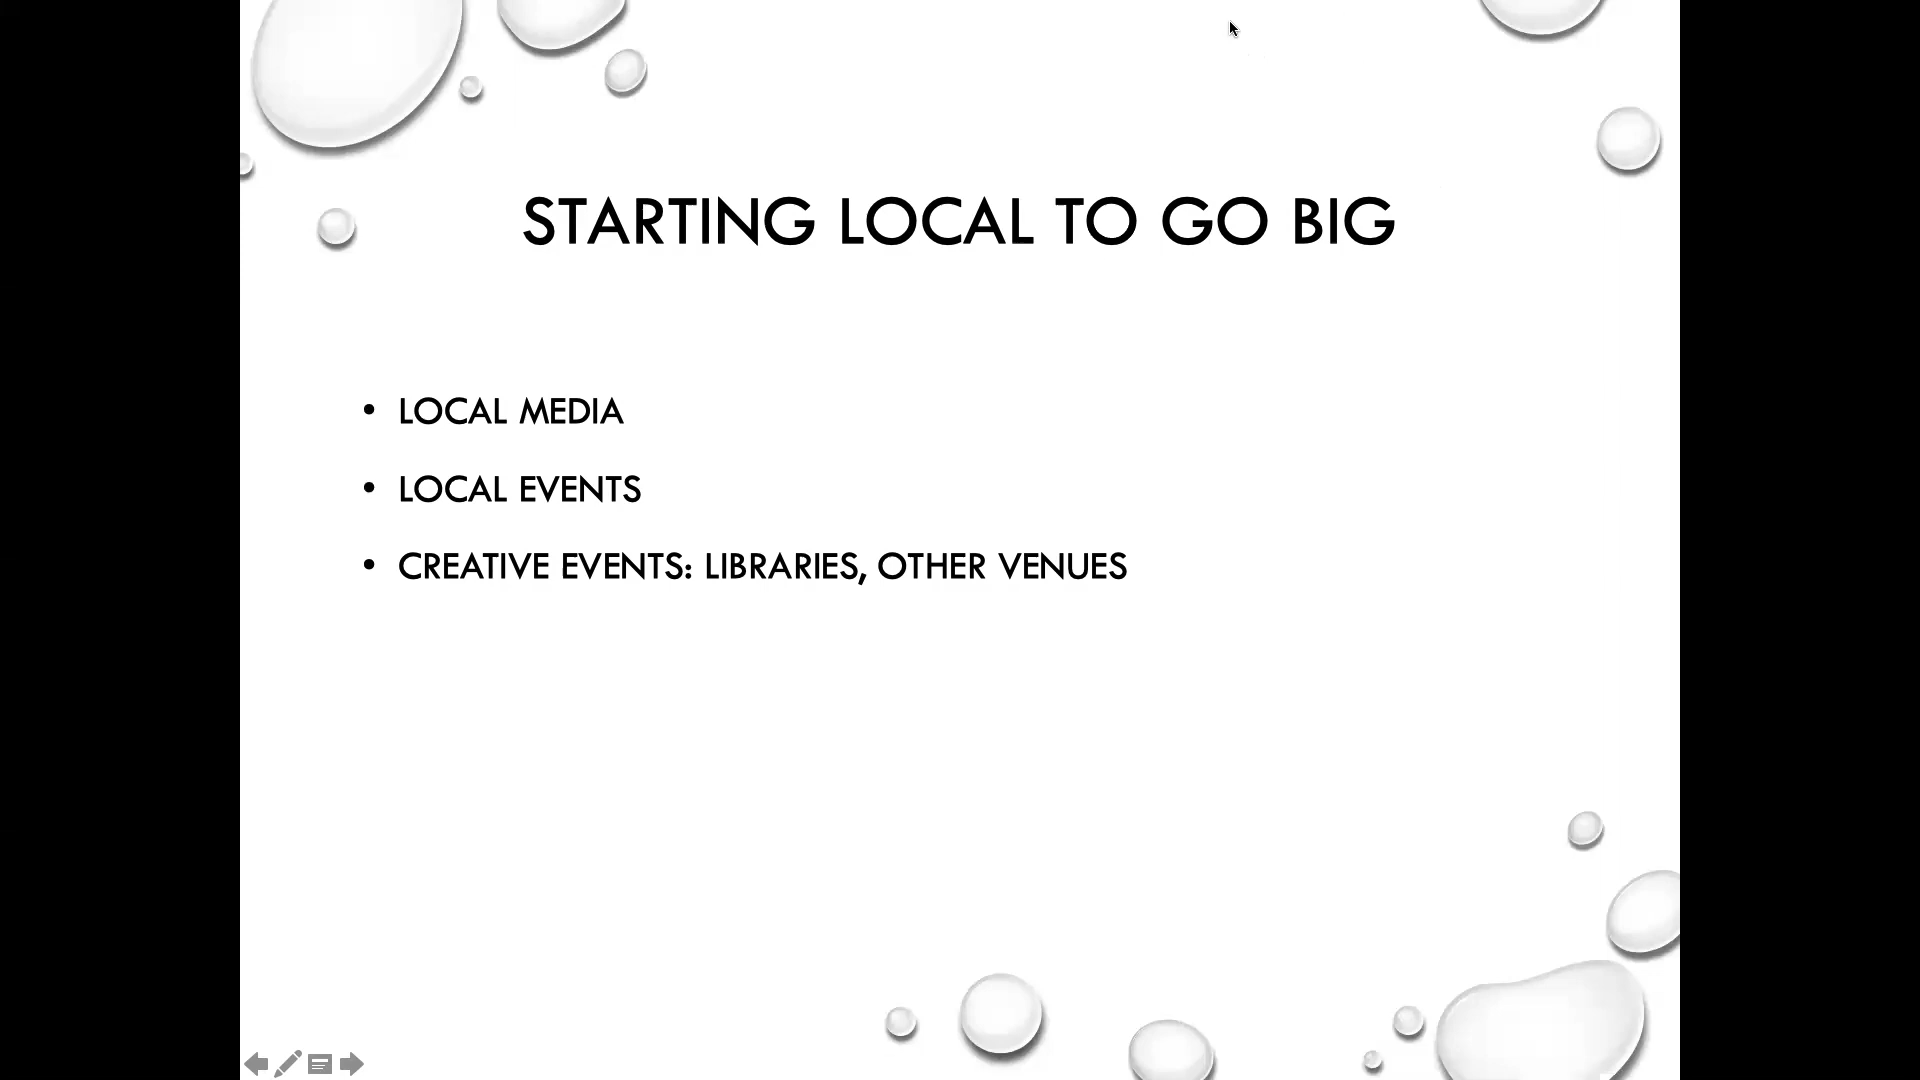 STARTING LOCAL TO GO BIG
• LOCAL MEDIA
• LOCAL EVENTS
• CREATIVE EVENTS: LIBRARIES, OTHER VENUES